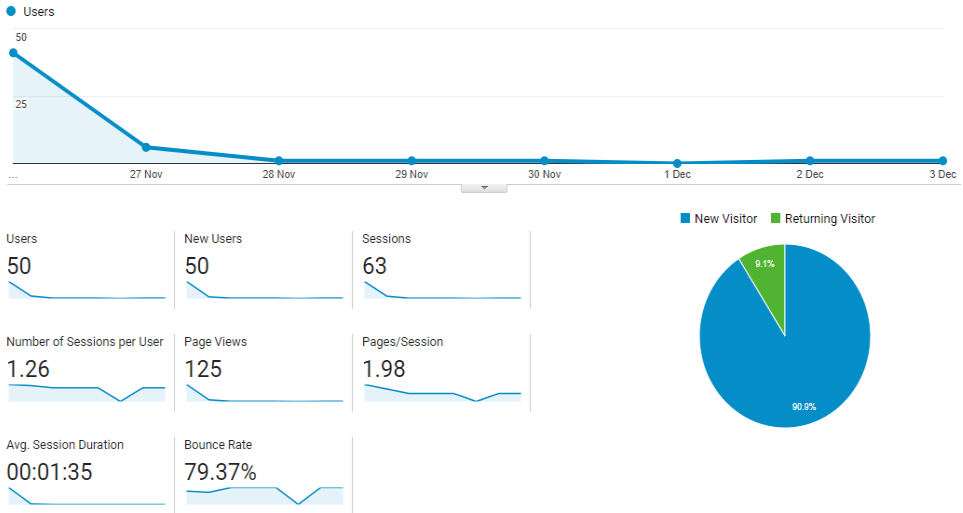 Users
50
25
...
27 Nov
28 Nov
29 Nov
30 Nov
1 Dec
2 Dec
3 Dec
New Visitor
Returning Visitor
Users
50
New Users
50
Sessions
63
Number of Sessions per User
1.26
Page Views
125
Pages/Session
1.98
Avg. Session Duration
00:01:35
Bounce Rate
79.37%
9.1%
90.9%